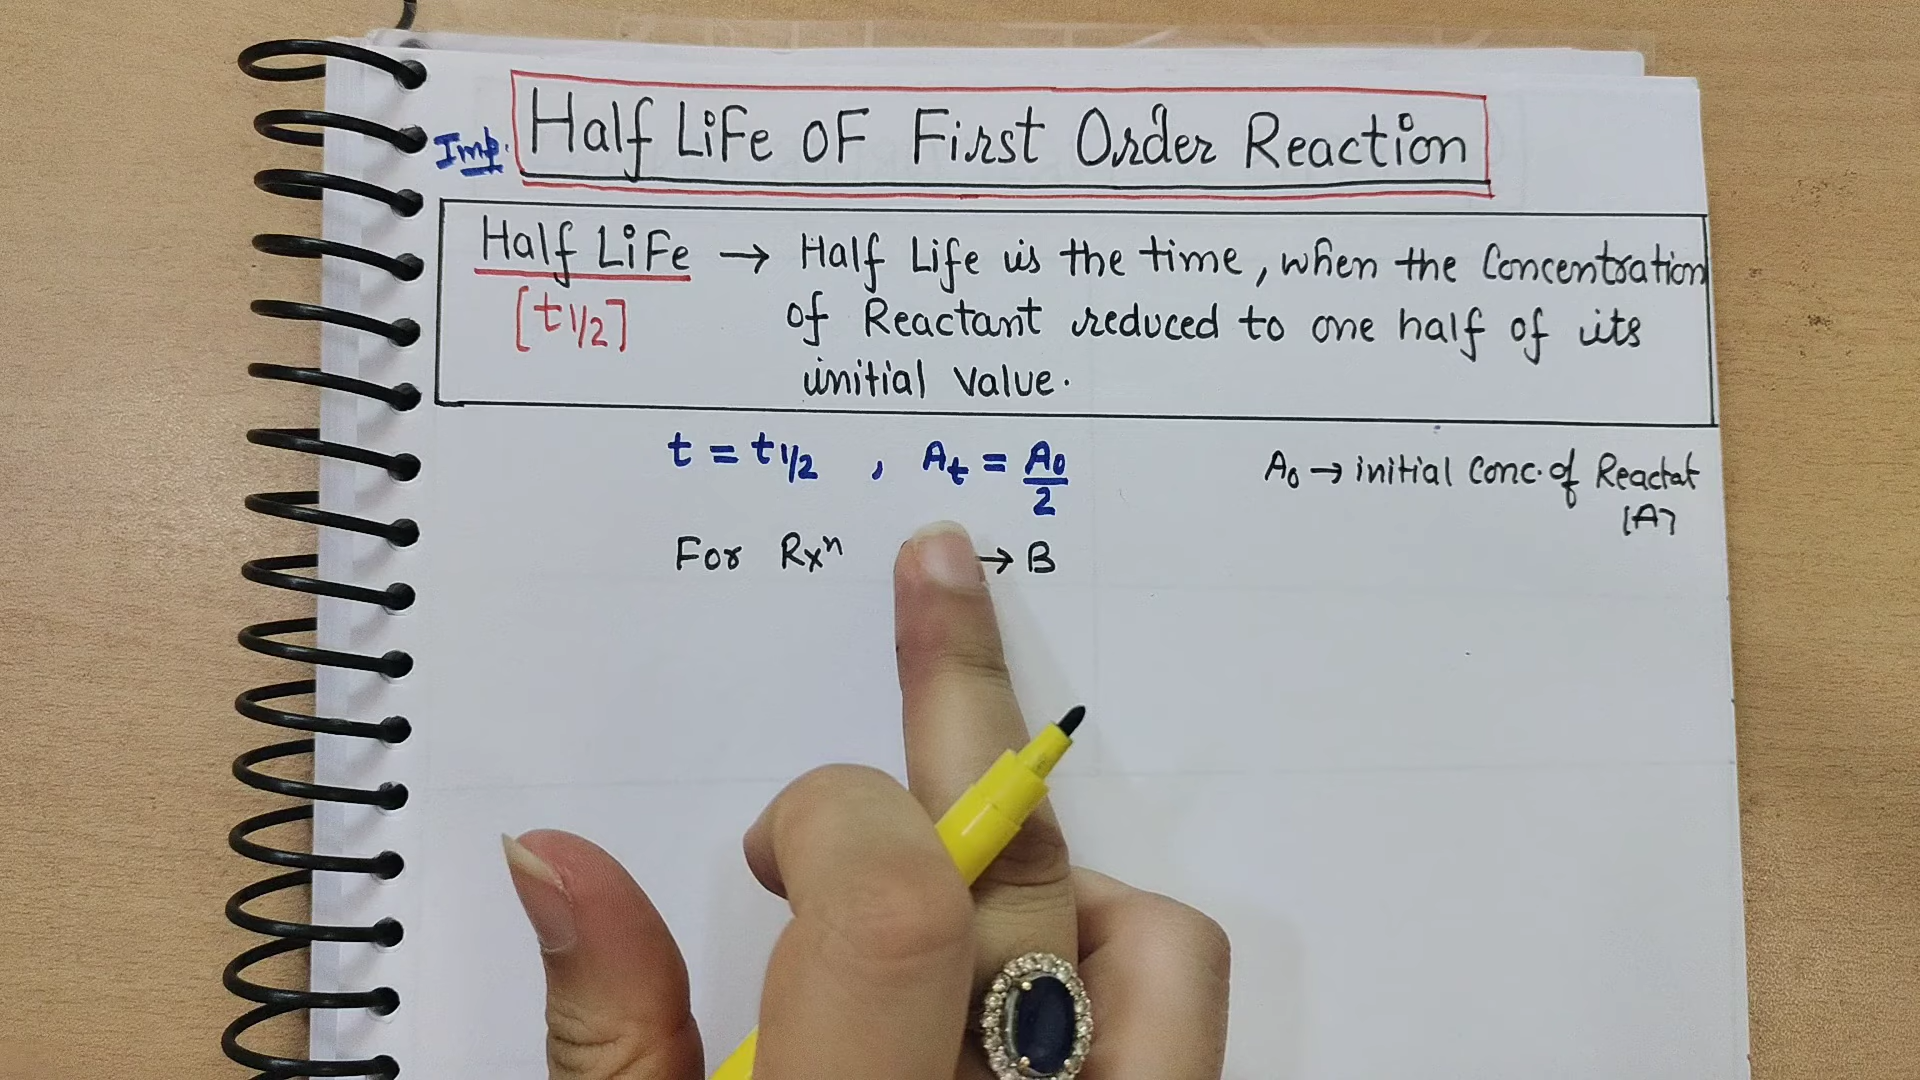 Imp. Half Life OF First Order Reaction
Half Life → Half Life is the time, when the Concentration
[t1/2] of Reactant reduced to one half of its
initial value.
t = t1/2 , At = A0/2
A0 → initial Conc. of Reactat
[A]
For Rxⁿ → B